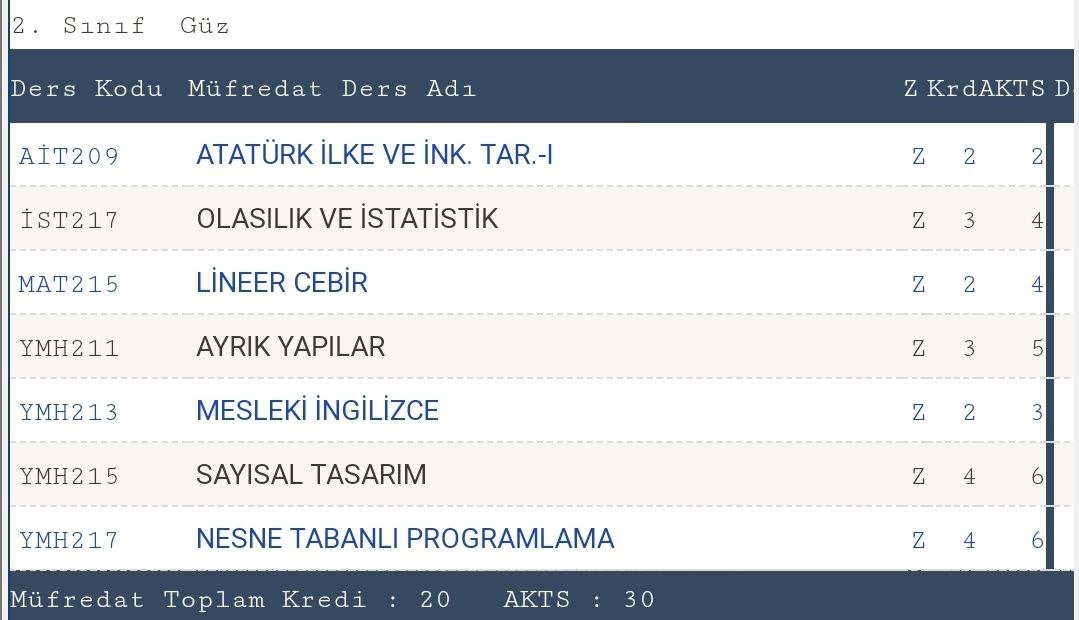 2. Sınıf Güz
Ders Kodu Müfredat Ders Adı Z Krd AKTS
AİT209 ATATÜRK İLKE VE İNK. TAR.-I Z 2 2
İST217 OLASILIK VE İSTATİSTİK Z 3 4
MAT215 LİNEER CEBİR Z 2 4
YMH211 AYRIK YAPILAR Z 3 5
YMH213 MESLEKİ İNGİLİZCE Z 2 3
YMH215 SAYISAL TASARIM Z 4 6
YMH217 NESNE TABANLI PROGRAMLAMA Z 4 6
Müfredat Toplam Kredi : 20 AKTS : 30